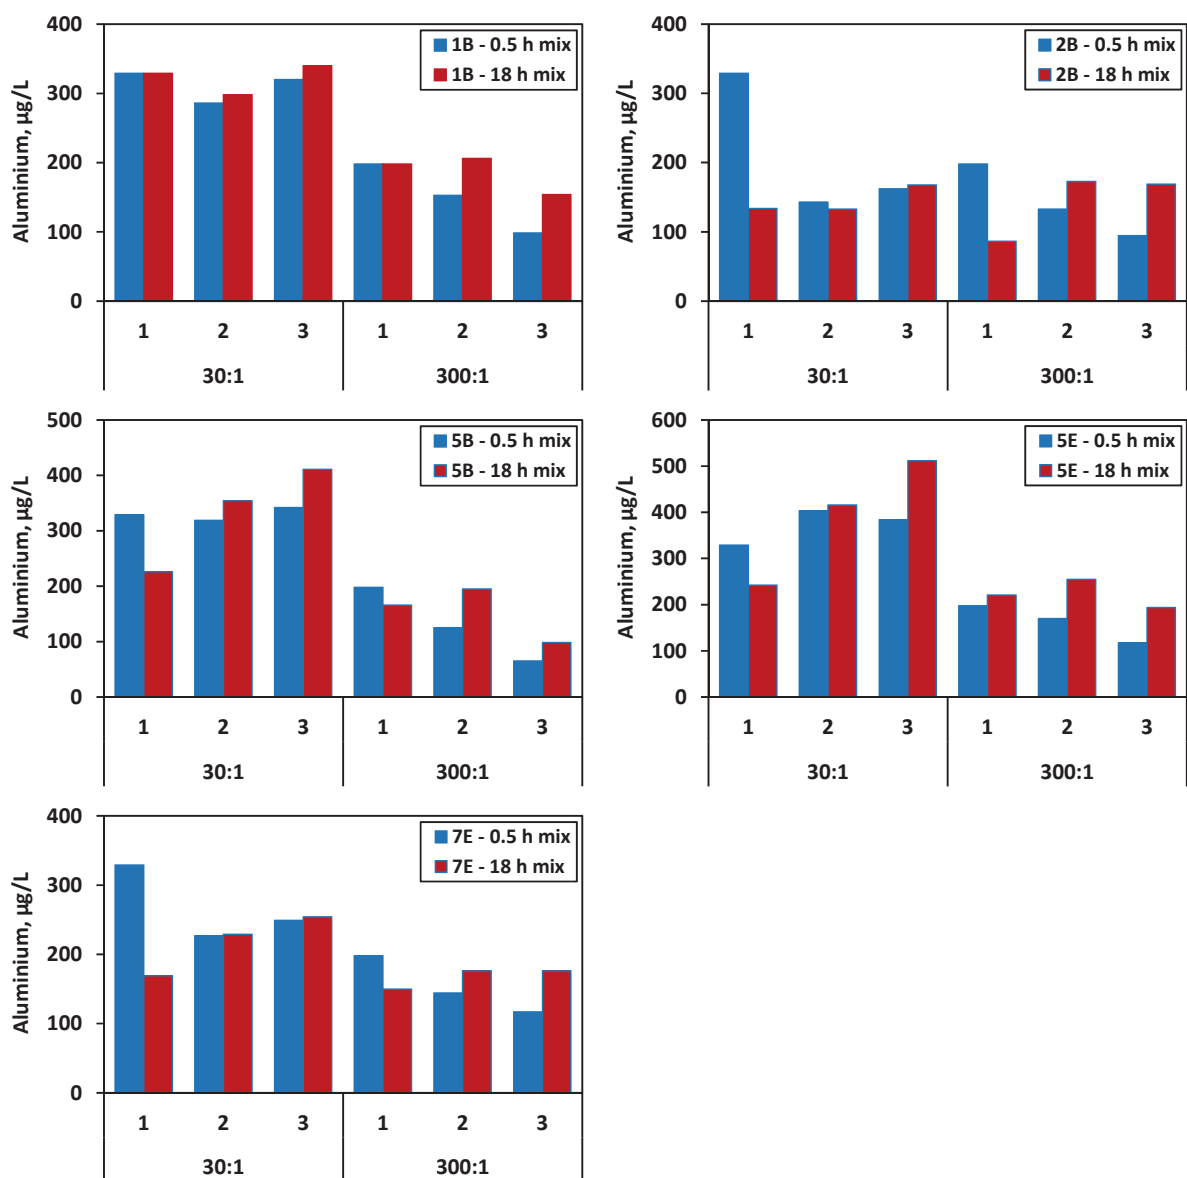 Aluminium, µg/L
400
300
200
100
0
1B - 0.5 h mix
1B - 18 h mix
1 2 3 1 2 3
30:1 300:1
Aluminium, µg/L
400
300
200
100
0
2B - 0.5 h mix
2B - 18 h mix
1 2 3 1 2 3
30:1 300:1
Aluminium, µg/L
500
400
300
200
100
0
5B - 0.5 h mix
5B - 18 h mix
1 2 3 1 2 3
30:1 300:1
Aluminium, µg/L
600
500
400
300
200
100
0
5E - 0.5 h mix
5E - 18 h mix
1 2 3 1 2 3
30:1 300:1
Aluminium, µg/L
400
300
200
100
0
7E - 0.5 h mix
7E - 18 h mix
1 2 3 1 2 3
30:1 300:1